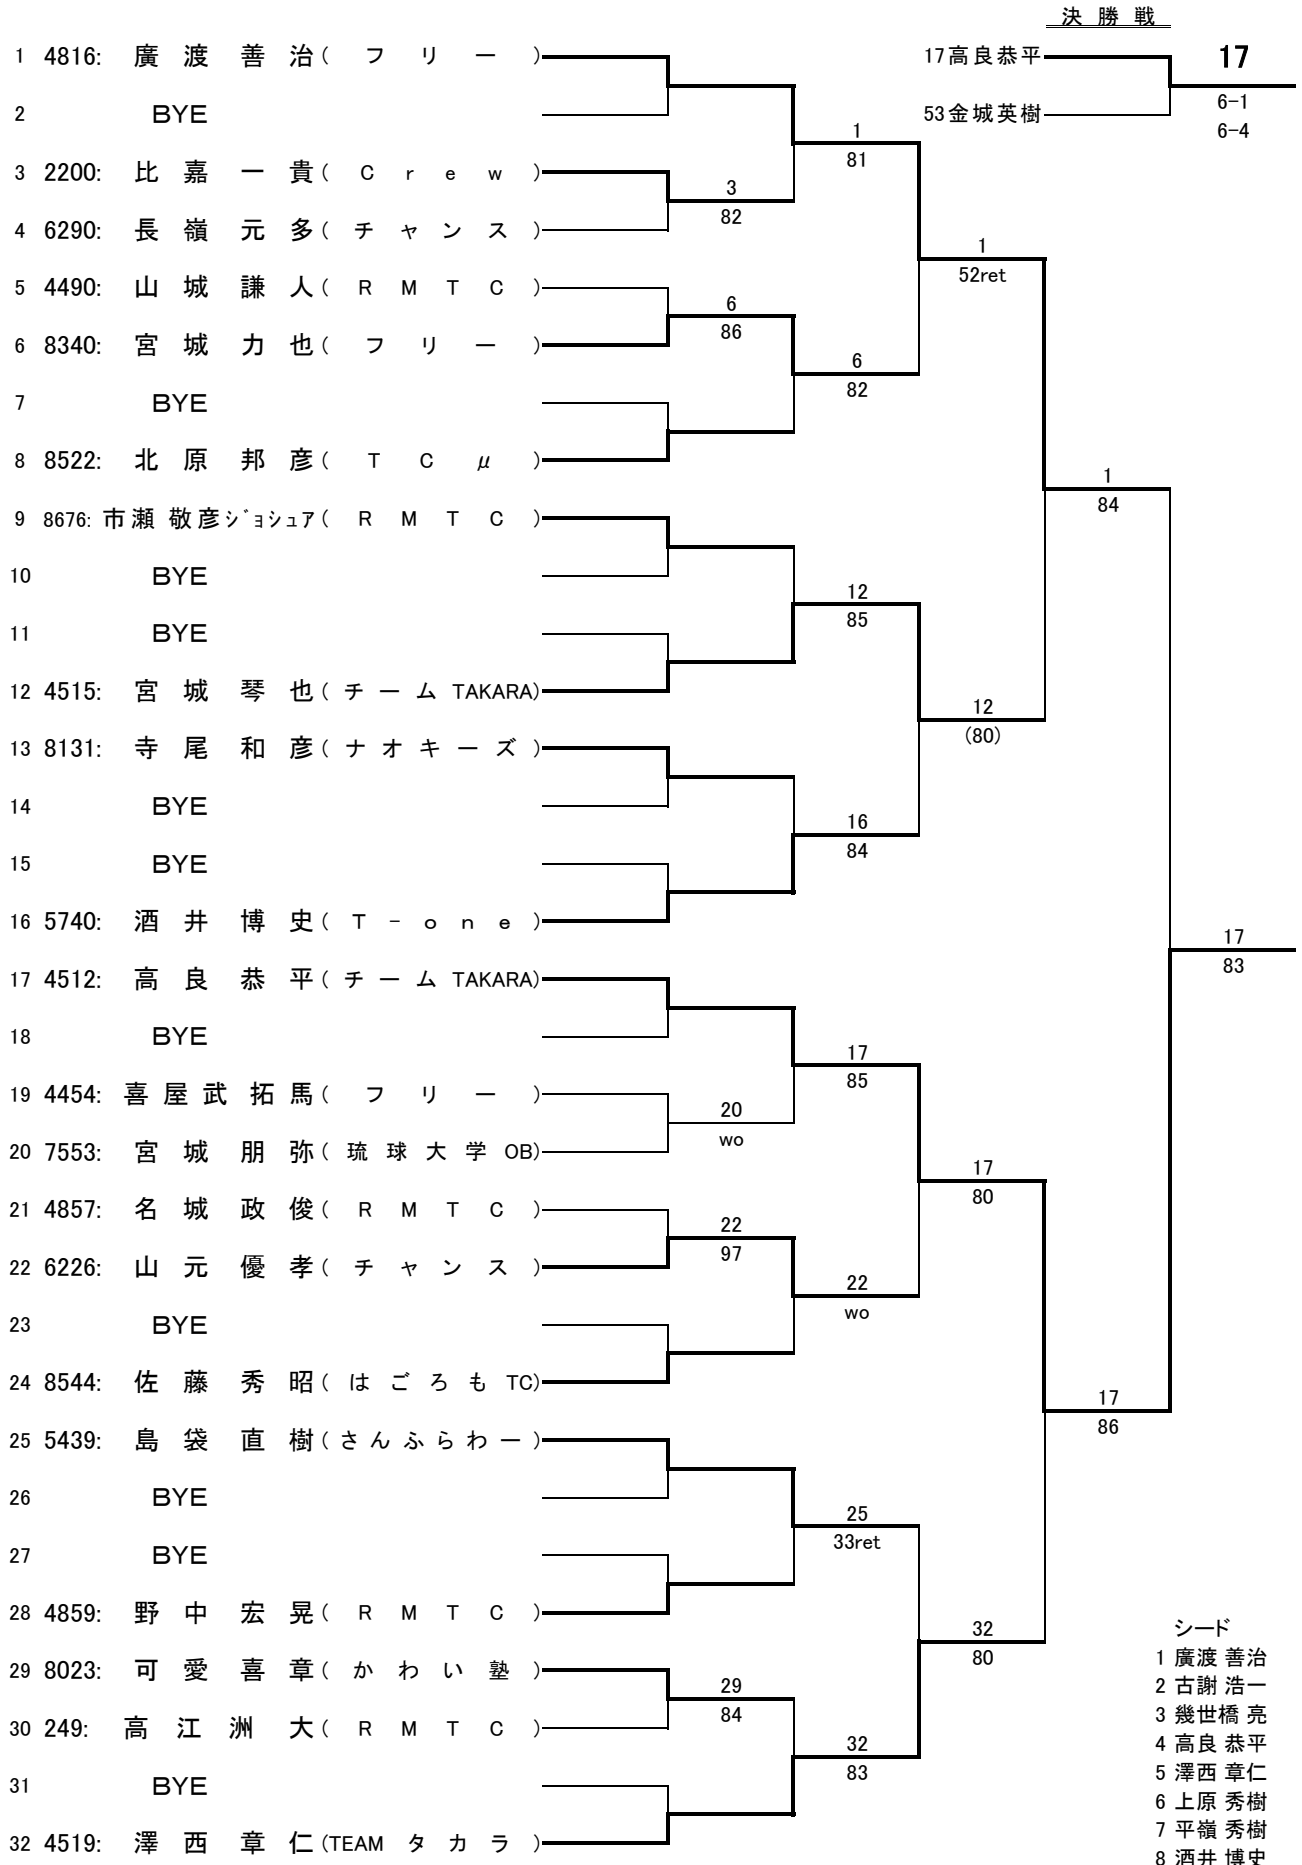 決勝戦
17高良恭平
17
6-1
53金城英樹
6-4
1 4816: 廣渡善治(フリー)
2 BYE
1
81
3 2200: 比嘉一貴(Crew)
3
82
4 6290: 長嶺元多(チャンス)
1
52ret
5 4490: 山城謙人(RMTC)
6
86
6 8340: 宮城力也(フリー)
6
82
7 BYE
8 8522: 北原邦彦(TCμ)
1
84
9 8676: 市瀬 敬彦ジョシュア(RMTC)
10 BYE
12
85
11 BYE
12 4515: 宮城琴也(チームTAKARA)
12
(80)
13 8131: 寺尾和彦(ナオキーズ)
14 BYE
16
84
15 BYE
16 5740: 酒井博史(T-one)
17
83
17 4512: 高良恭平(チームTAKARA)
18 BYE
17
85
19 4454: 喜屋武拓馬(フリー)
20
wo
20 7553: 宮城朋弥(琉球大学OB)
17
80
21 4857: 名城政俊(RMTC)
22
97
22 6226: 山元優孝(チャンス)
22
wo
23 BYE
24 8544: 佐藤秀昭(はごろもTC)
17
86
25 5439: 島袋直樹(さんふらわー)
26 BYE
25
33ret
27 BYE
28 4859: 野中宏晃(RMTC)
32
80
29 8023: 可愛喜章(かわい塾)
29
84
30 249: 高江洲大(RMTC)
32
83
31 BYE
32 4519: 澤西章仁(TEAMタカラ)
シード
1 廣渡 善治
2 古謝 浩一
3 幾世橋 亮
4 高良 恭平
5 澤西 章仁
6 上原 秀樹
7 平嶺 秀樹
8 酒井 博史